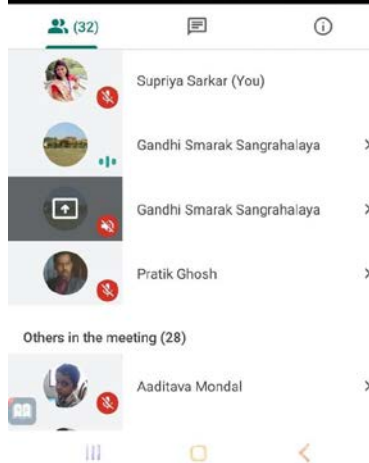 (32)
Supriya Sarkar (You)
Gandhi Smarak Sangrahalaya
Gandhi Smarak Sangrahalaya
Pratik Ghosh
Others in the meeting (28)
Aaditava Mondal